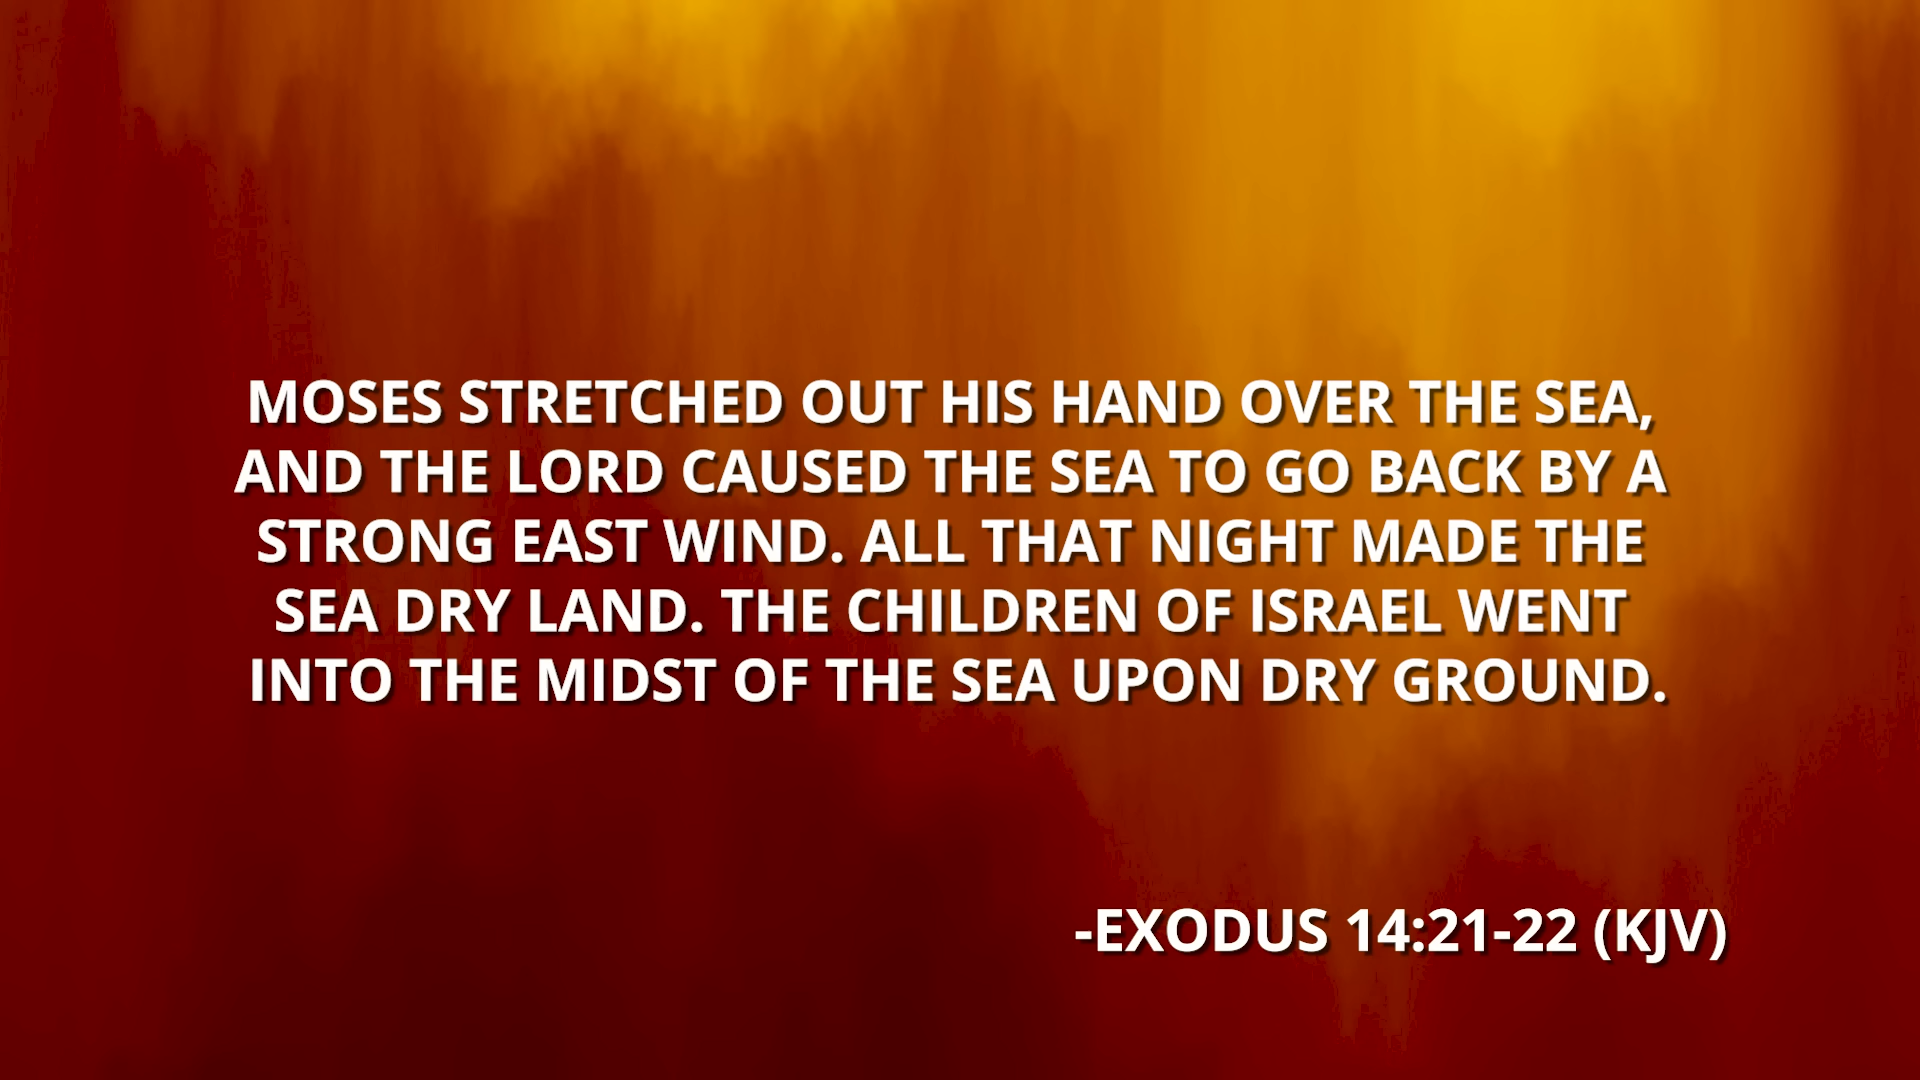 MOSES STRETCHED OUT HIS HAND OVER THE SEA,
AND THE LORD CAUSED THE SEA TO GO BACK BY A
STRONG EAST WIND. ALL THAT NIGHT MADE THE
SEA DRY LAND. THE CHILDREN OF ISRAEL WENT
INTO THE MIDST OF THE SEA UPON DRY GROUND.
-EXODUS 14:21-22 (KJV)